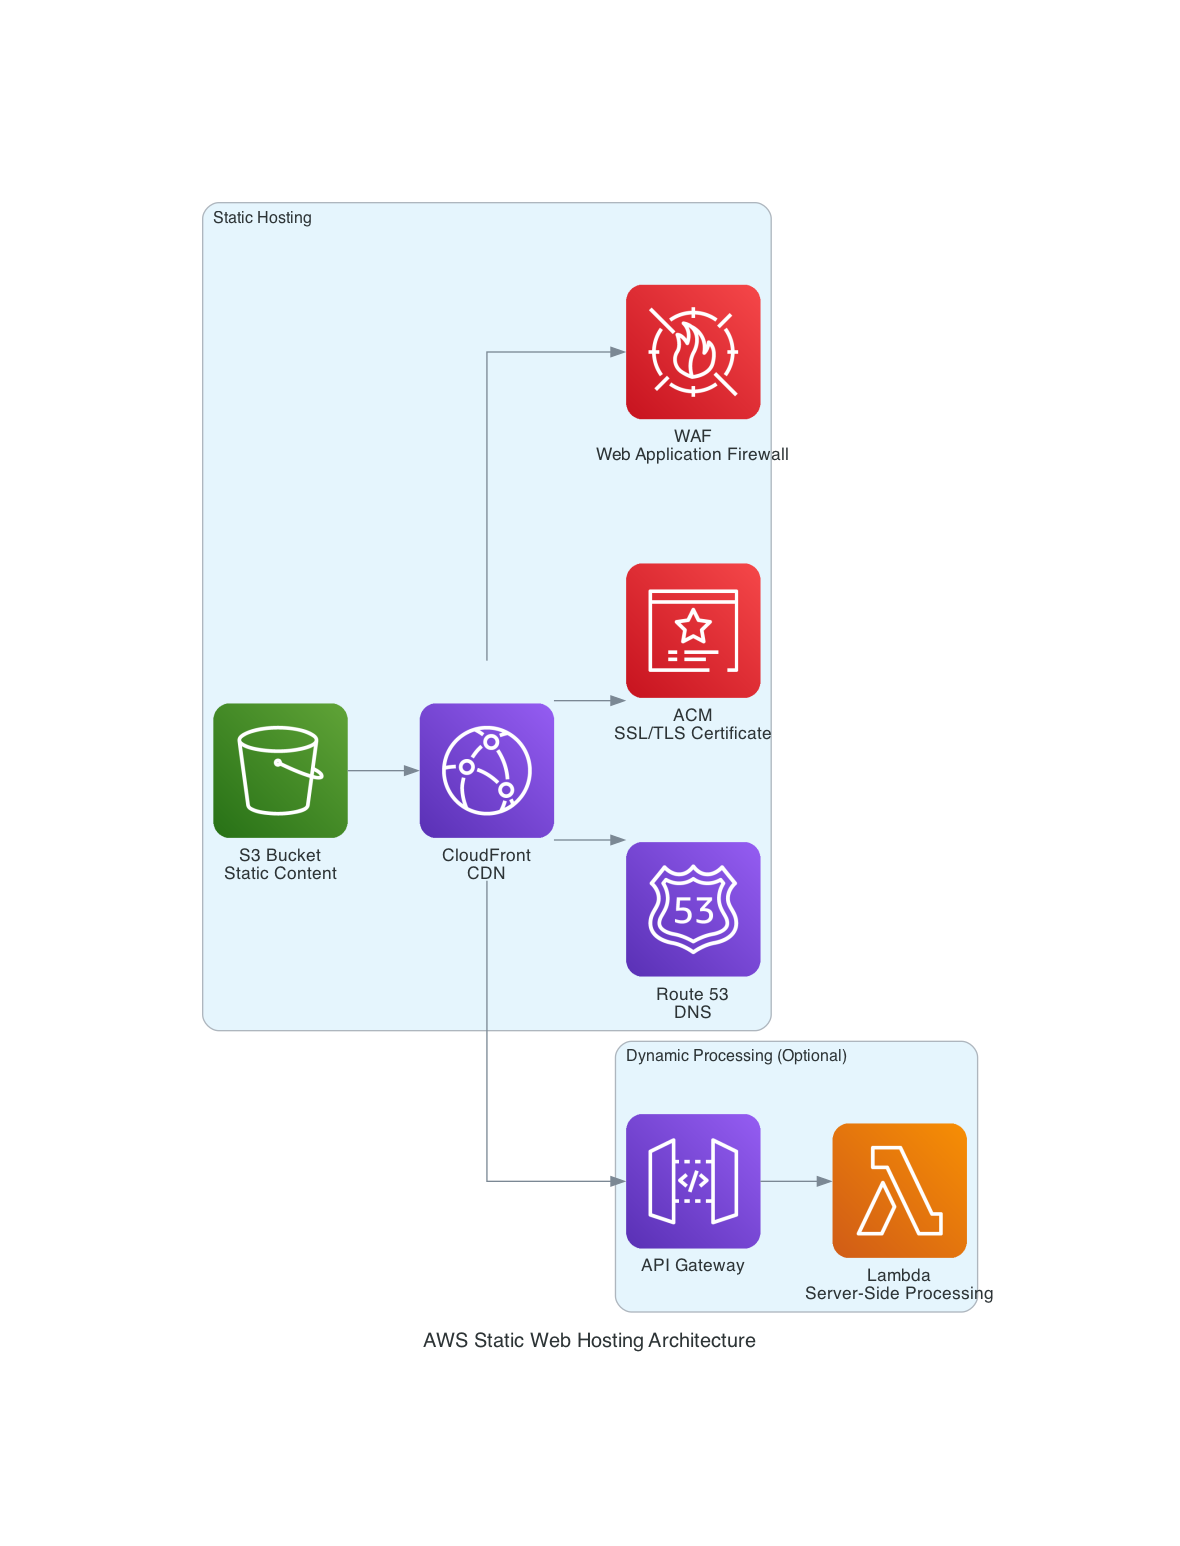 Static Hosting
WAF
Web Application Firewall
ACM
SSL/TLS Certificate
S3 Bucket
Static Content
CloudFront
CDN
53
Route 53
DNS
Dynamic Processing (Optional)
</>
API Gateway
Lambda
Server-Side Processing
AWS Static Web Hosting Architecture